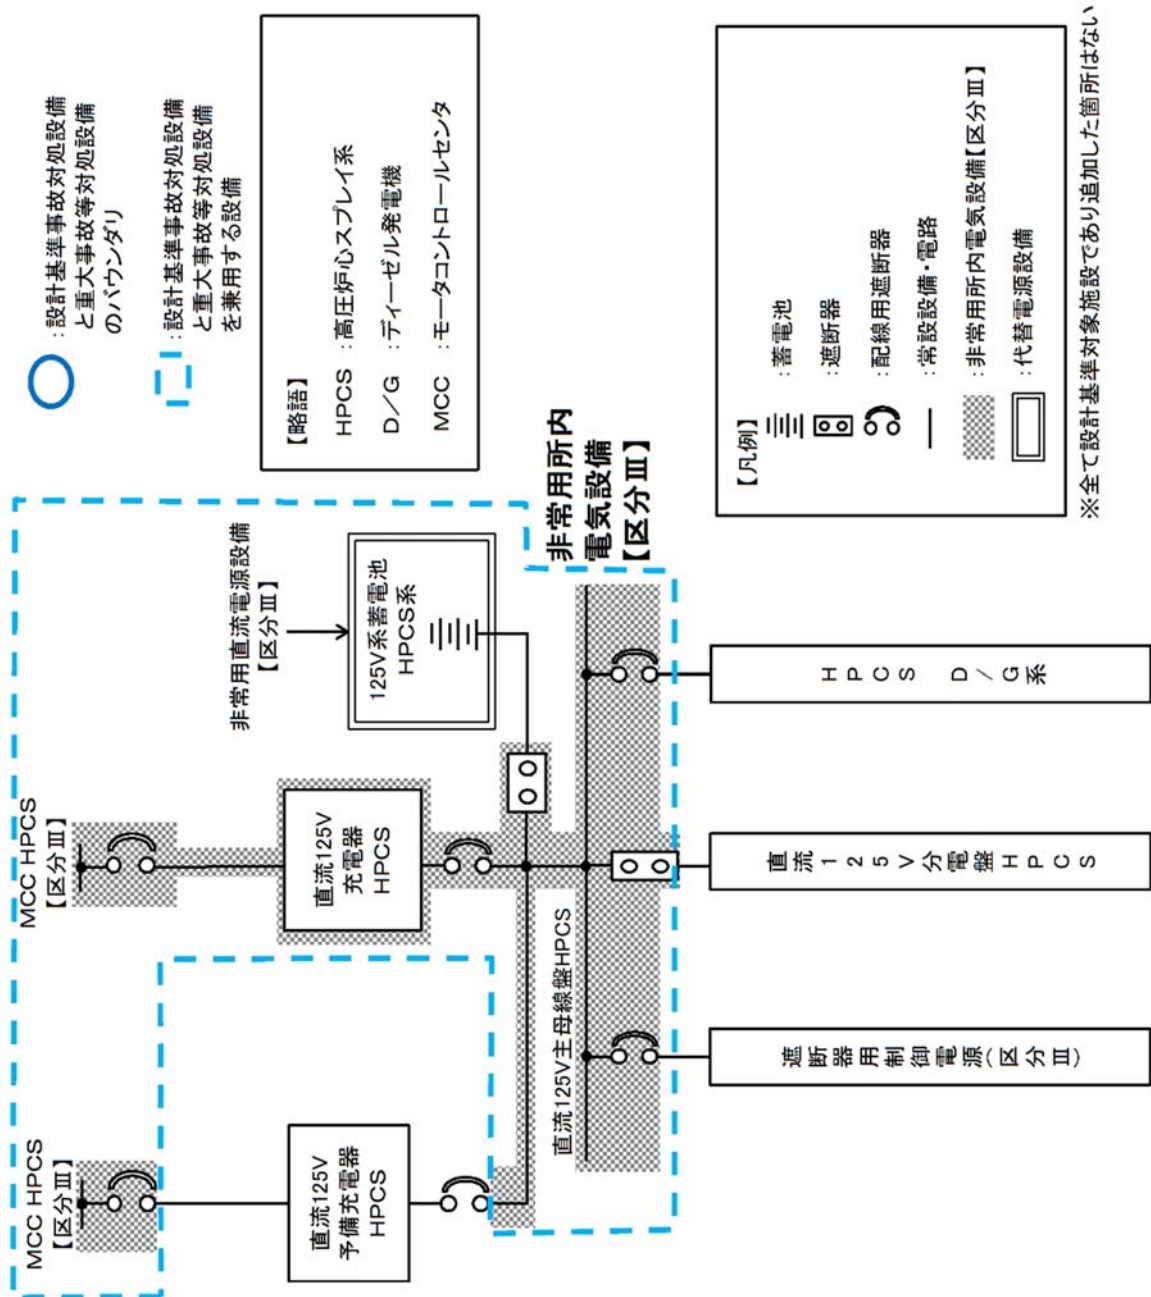 MCC HPCS
【区分Ⅲ】
直流125V
予備充電器
HPCS
MCC HPCS
【区分Ⅲ】
直流125V
充電器
HPCS
非常用直流電源設備
【区分Ⅲ】
125V系蓄電池
HPCS系
直流125V主母線盤HPCS
非常用所内
電気設備
【区分Ⅲ】
遮断器用制御電源(区分Ⅲ)
直流125V分電盤HPCS
HPCS D/G系
:設計基準事故対処設備
と重大事故等対処設備
のバウンダリ
:設計基準事故対処設備
と重大事故等対処設備
を兼用する設備
【略語】
HPCS :高圧炉心スプレイ系
D/G :ディーゼル発電機
MCC :モータコントロールセンタ
【凡例】
:蓄電池
:遮断器
:配線用遮断器
:常設設備・電路
:非常用所内電気設備【区分Ⅲ】
:代替電源設備
※全て設計基準対象施設であり追加した箇所はない